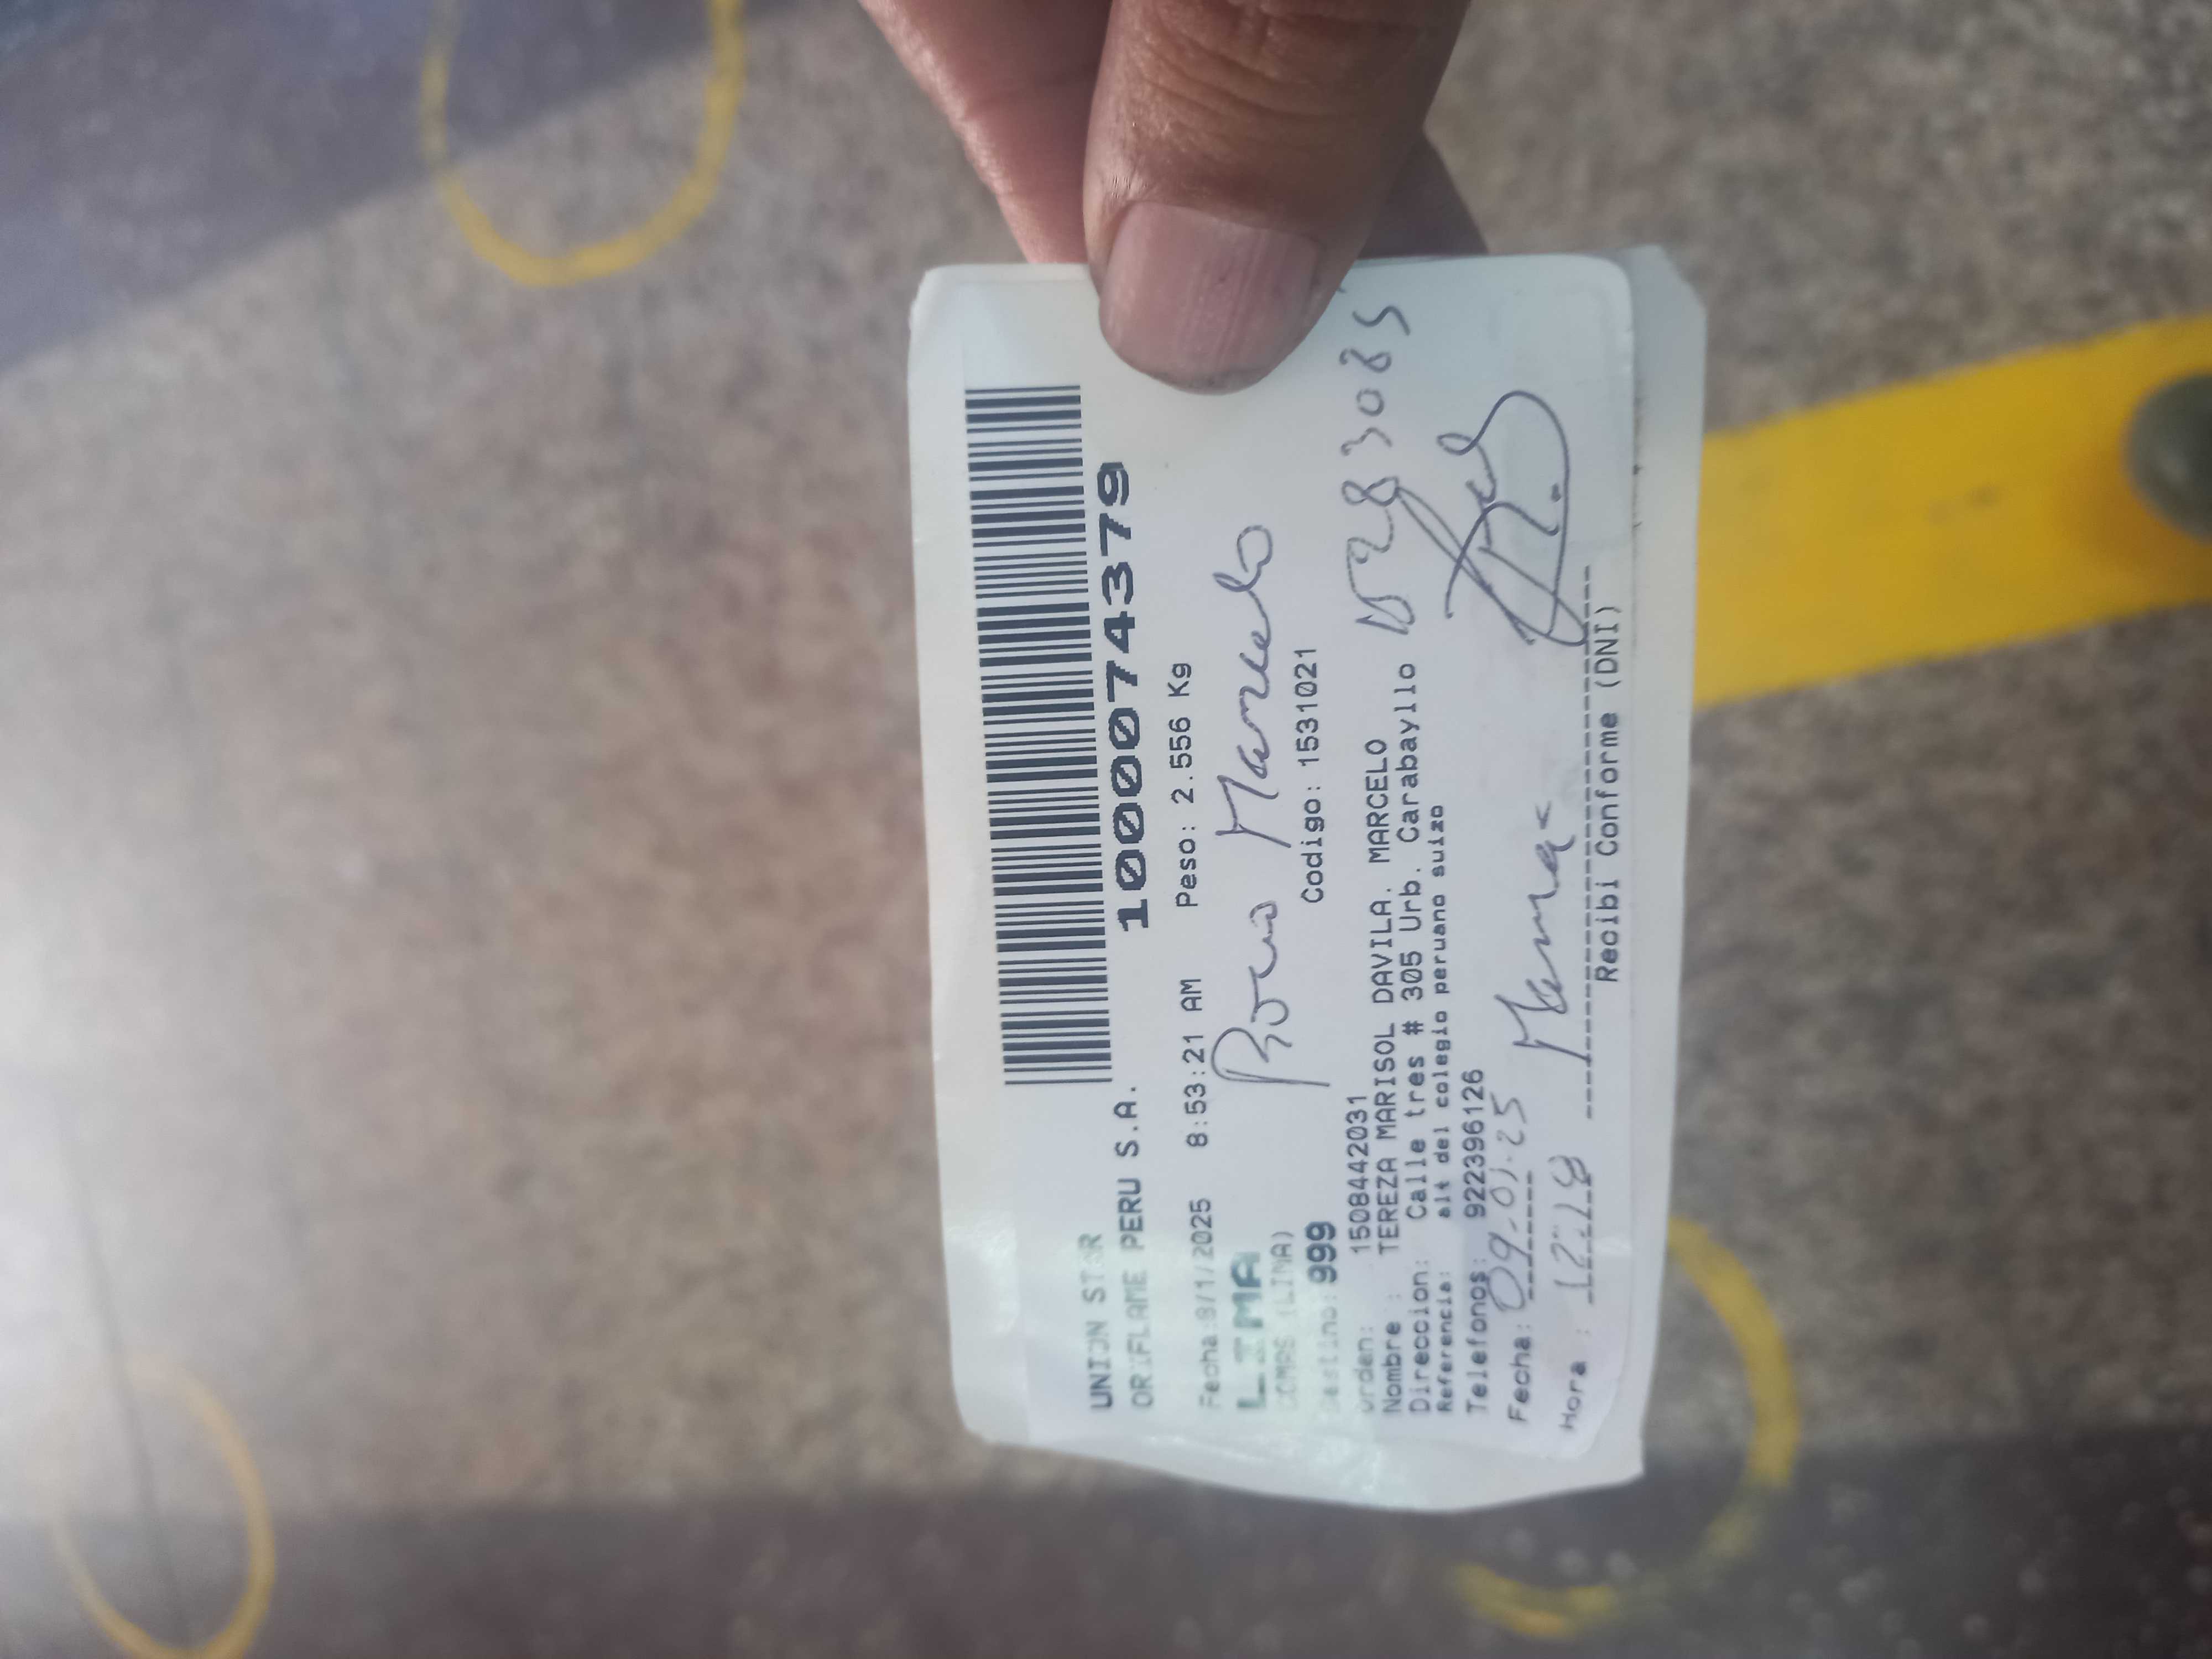 UNION STAR
ORIFLAME PERU S.A. 1000074379
Fecha:8/1/2025 8:53:21 AM Peso: 2.556 Kg
LIMA
COMAS (LIMA) Rocio Marcelo
Destino: 999 Codigo: 1531021
Orden: 1508442031
Nombre : TEREZA MARISOL DAVILA. MARCELO
Direccion: Calle tres # 305 Urb. Carabayllo
Referencia: alt del colegio peruano suizo
Telefonos: 922396126
Fecha: 09-01-25
Hora : 12:18
Recibi Conforme (DNI)